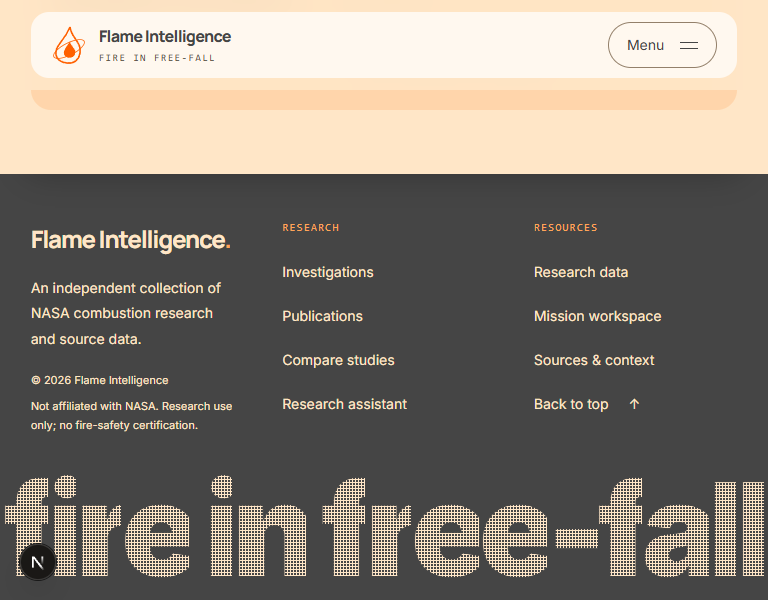 Flame Intelligence
FIRE IN FREE-FALL
Menu
Flame Intelligence.
An independent collection of
NASA combustion research
and source data.
© 2026 Flame Intelligence
Not affiliated with NASA. Research use
only; no fire-safety certification.
RESEARCH
Investigations
Publications
Compare studies
Research assistant
RESOURCES
Research data
Mission workspace
Sources & context
Back to top ↑
fire in free-fall
N